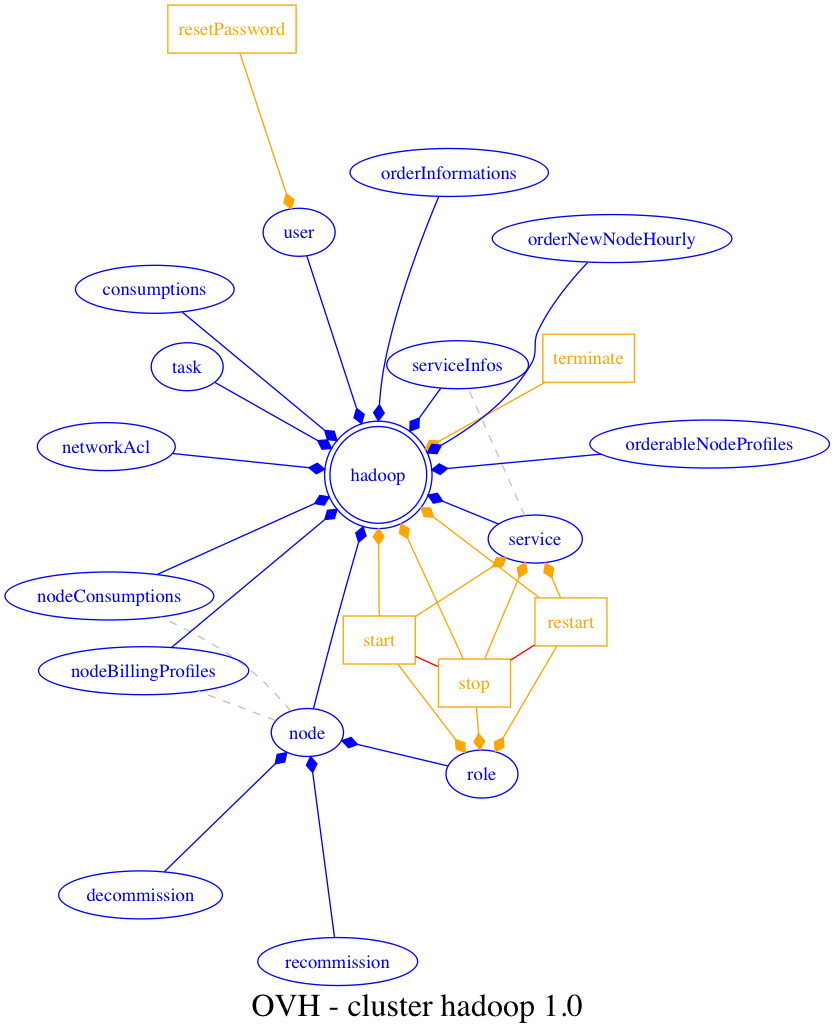 resetPassword
orderInformations
user
orderNewNodeHourly
consumptions
terminate
serviceInfos
task
orderableNodeProfiles
networkAcl
hadoop
service
nodeConsumptions
restart
start
nodeBillingProfiles
stop
node
role
decommission
recommission
OVH - cluster hadoop 1.0